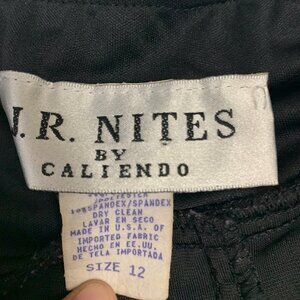 J.R. NITES
BY
CALIENDO
POLYESTER
10%SPANDEX/SPANDEX
DRY CLEAN
LAVAR EN SECO
MADE IN U.S.A. OF
IMPORTED FABRIC
HECHO EN EE.UU.
DE TELA IMPORTADA
SIZE 12